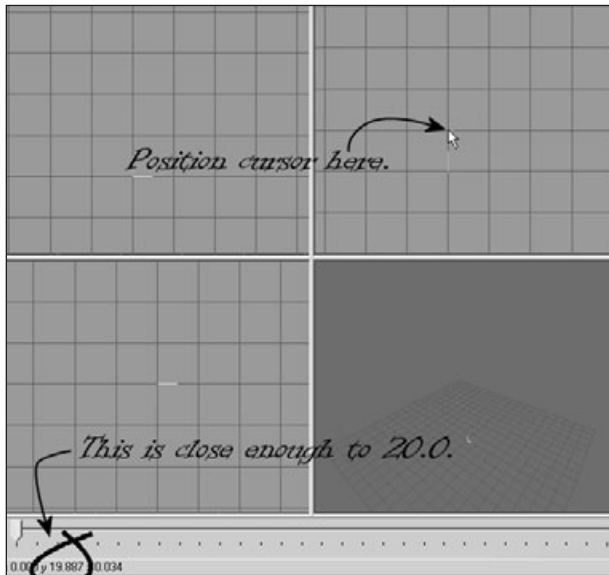 Position cursor here.
This is close enough to 20.0.
y 19.887